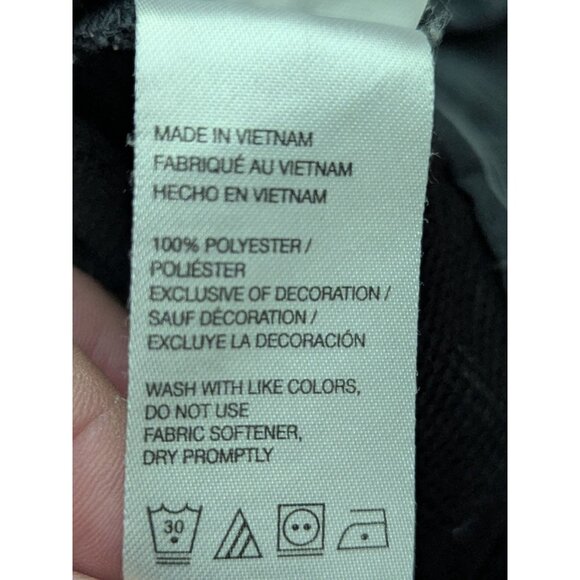 MADE IN VIETNAM
FABRIQUÉ AU VIETNAM
HECHO EN VIETNAM
100% POLYESTER /
POLIÉSTER
EXCLUSIVE OF DECORATION /
SAUF DÉCORATION /
EXCLUYE LA DECORACIÓN
WASH WITH LIKE COLORS,
DO NOT USE
FABRIC SOFTENER,
DRY PROMPTLY
30